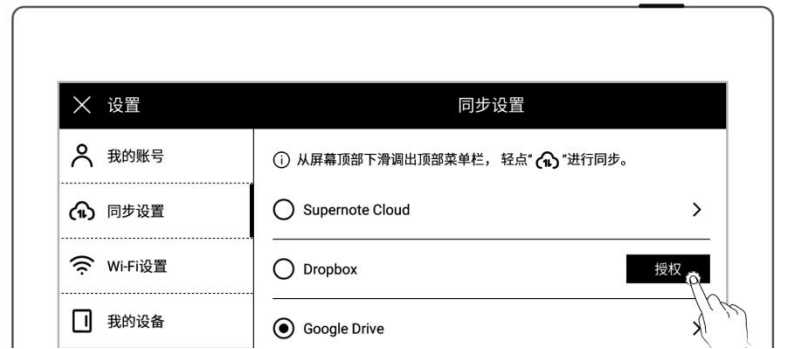 设置
同步设置
我的账号
从屏幕顶部下滑调出顶部菜单栏， 轻点“ ”进行同步。
同步设置
Supernote Cloud
Wi-Fi设置
Dropbox
授权
我的设备
Google Drive